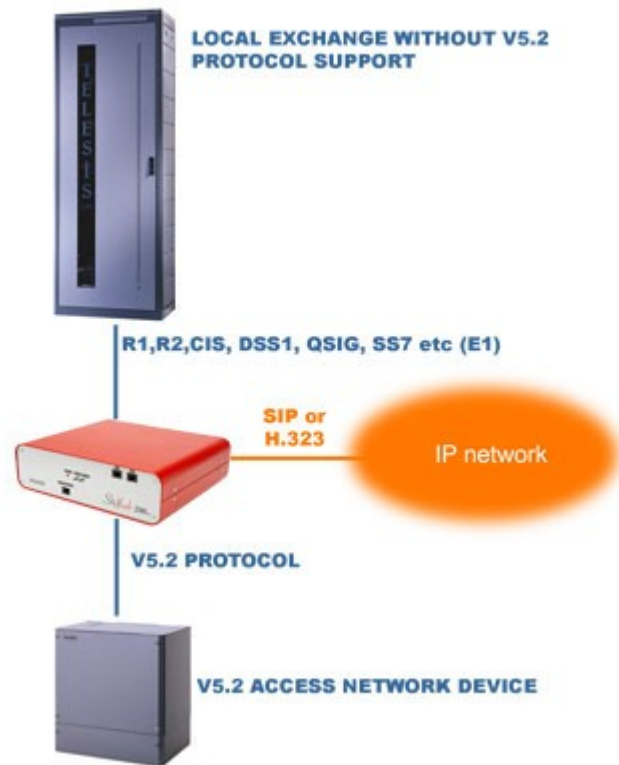 LOCAL EXCHANGE WITHOUT V5.2
PROTOCOL SUPPORT
TELESIS
R1,R2,CIS, DSS1, QSIG, SS7 etc (E1)
SIP or
H.323
IP network
V5.2 PROTOCOL
V5.2 ACCESS NETWORK DEVICE